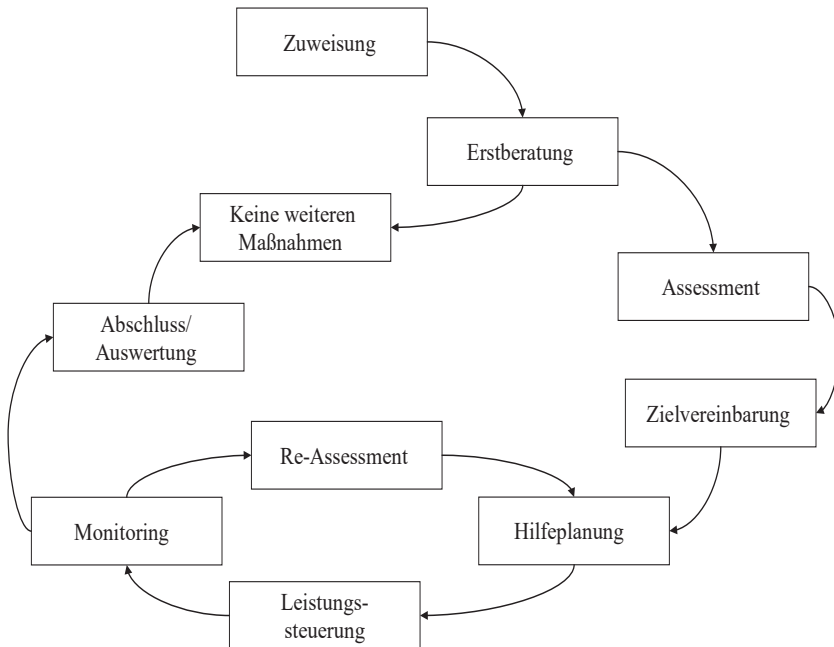 Zuweisung
Erstberatung
Keine weiteren
Maßnahmen
Assessment
Abschluss/
Auswertung
Zielvereinbarung
Re-Assessment
Monitoring
Hilfeplanung
Leistungs-
steuerung